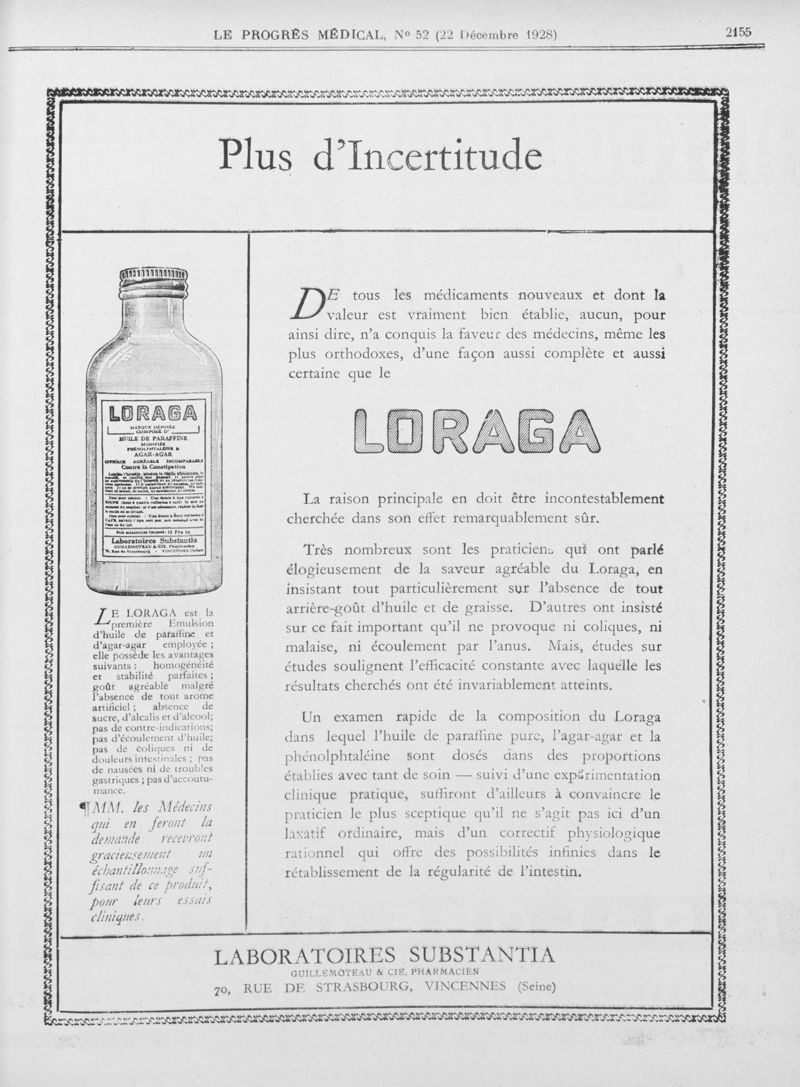 LE PROGRÈS MÉDICAL, No 52 (22 Décembre 1928)
2155
Plus d'Incertitude
LORAGA
MARQUE DÉPOSÉE
COMPOSÉ D'
HUILE DE PARAFFINE
MODIFIÉE
PHÉNOLPHTALÉINE &
AGAR-AGAR
EFFICACE AGRÉABLE INCOMPARABLE
Contre la Constipation
Laboratoires Substantia
GUILLEMOTEAU & CIE, Pharmacien
LE LORAGA est la
première Emulsion
d'huile de paraffine et
d'agar-agar employée ;
elle possède les avantages
suivants : homogénéité
et stabilité parfaites ;
goût agréable malgré
l'absence de tout arome
artificiel ; absence de
sucre, d'alcalis et d'alcool;
pas de contre-indications;
pas d'écoulement d'huile;
pas de coliques ni de
douleurs intestinales ; pas
de nausées ni de troubles
gastriques ; pas d'accoutu-
mance.
¶ MM. les Médecins
qui en feront la
demande recevront
gracieusement un
échantillonnage suf-
fisant de ce produit,
pour leurs essais
cliniques.
DE tous les médicaments nouveaux et dont la
valeur est vraiment bien établie, aucun, pour
ainsi dire, n'a conquis la faveur des médecins, même les
plus orthodoxes, d'une façon aussi complète et aussi
certaine que le
LORAGA
La raison principale en doit être incontestablement
cherchée dans son effet remarquablement sûr.
Très nombreux sont les praticiens qui ont parlé
élogieusement de la saveur agréable du Loraga, en
insistant tout particulièrement sur l'absence de tout
arrière-goût d'huile et de graisse. D'autres ont insisté
sur ce fait important qu'il ne provoque ni coliques, ni
malaise, ni écoulement par l'anus. Mais, études sur
études soulignent l'efficacité constante avec laquelle les
résultats cherchés ont été invariablement atteints.
Un examen rapide de la composition du Loraga
dans lequel l'huile de paraffine pure, l'agar-agar et la
phénolphtaléine sont dosés dans des proportions
établies avec tant de soin — suivi d'une expérimentation
clinique pratique, suffiront d'ailleurs à convaincre le
praticien le plus sceptique qu'il ne s'agit pas ici d'un
laxatif ordinaire, mais d'un correctif physiologique
rationnel qui offre des possibilités infinies dans le
rétablissement de la régularité de l'intestin.
LABORATOIRES SUBSTANTIA
GUILLEMOTEAU & CIE, PHARMACIEN
70, RUE DE STRASBOURG, VINCENNES (Seine)